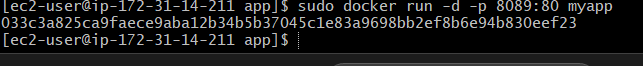 [ec2-user@ip-172-31-14-211 app]$ sudo docker run -d -p 8089:80 myapp
033c3a825ca9faece9aba12b34b5b37045c1e83a9698bb2ef8b6e94b830eef23
[ec2-user@ip-172-31-14-211 app]$